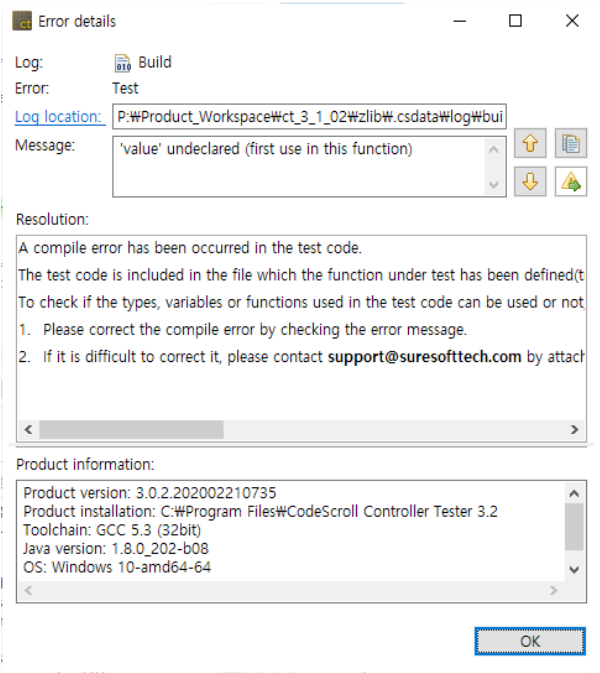 ct Error details
Log: Build
Error: Test
Log location: P:₩Product_Workspace₩ct_3_1_02₩zlib₩.csdata₩log₩bui
Message: 'value' undeclared (first use in this function)
Resolution:
A compile error has been occurred in the test code.
The test code is included in the file which the function under test has been defined(t
To check if the types, variables or functions used in the test code can be used or not,
1. Please correct the compile error by checking the error message.
2. If it is difficult to correct it, please contact support@suresofttech.com by attach
Product information:
Product version: 3.0.2.202002210735
Product installation: C:₩Program Files₩CodeScroll Controller Tester 3.2
Toolchain: GCC 5.3 (32bit)
Java version: 1.8.0_202-b08
OS: Windows 10-amd64-64
OK